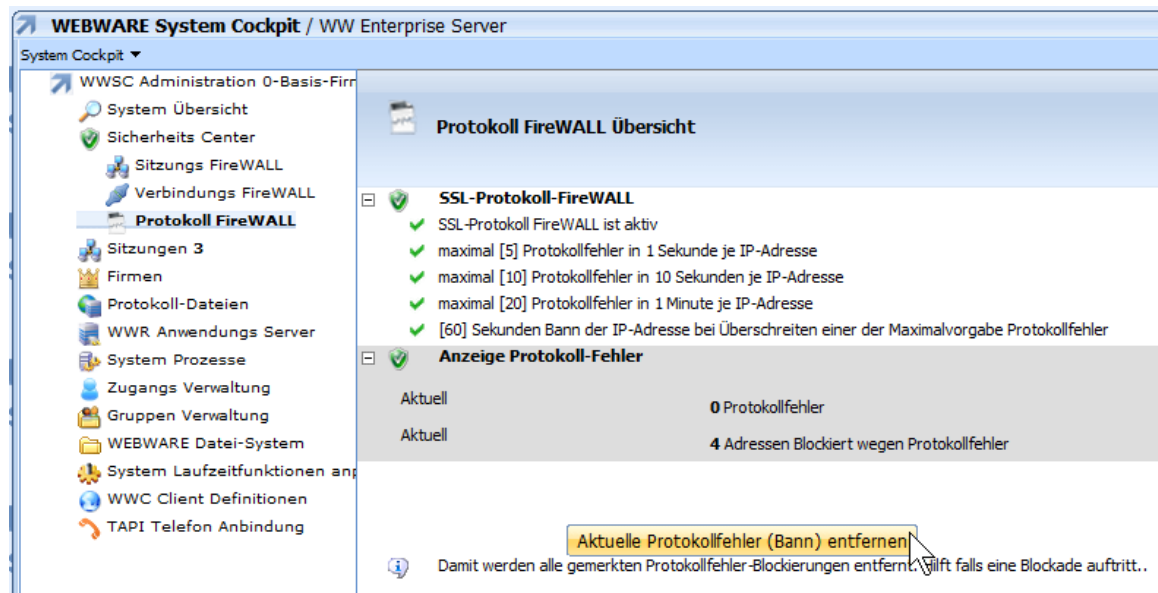 WEBWARE System Cockpit / WW Enterprise Server
System Cockpit
WWSC Administration 0-Basis-Firr
System Übersicht
Sicherheits Center
Sitzungs FireWALL
Verbindungs FireWALL
Protokoll FireWALL
Sitzungen 3
Firmen
Protokoll-Dateien
WWR Anwendungs Server
System Prozesse
Zugangs Verwaltung
Gruppen Verwaltung
WEBWARE Datei-System
System Laufzeitfunktionen anp
WWC Client Definitionen
TAPI Telefon Anbindung
Protokoll FireWALL Übersicht
SSL-Protokoll-FireWALL
SSL-Protokoll FireWALL ist aktiv
maximal [5] Protokollfehler in 1 Sekunde je IP-Adresse
maximal [10] Protokollfehler in 10 Sekunden je IP-Adresse
maximal [20] Protokollfehler in 1 Minute je IP-Adresse
[60] Sekunden Bann der IP-Adresse bei Überschreiten einer der Maximalvorgabe Protokollfehler
Anzeige Protokoll-Fehler
Aktuell 0 Protokollfehler
Aktuell 4 Adressen Blockiert wegen Protokollfehler
Aktuelle Protokollfehler (Bann) entfernen
Damit werden alle gemerkten Protokollfehler-Blockierungen entfernt. Hilft falls eine Blockade auftritt..